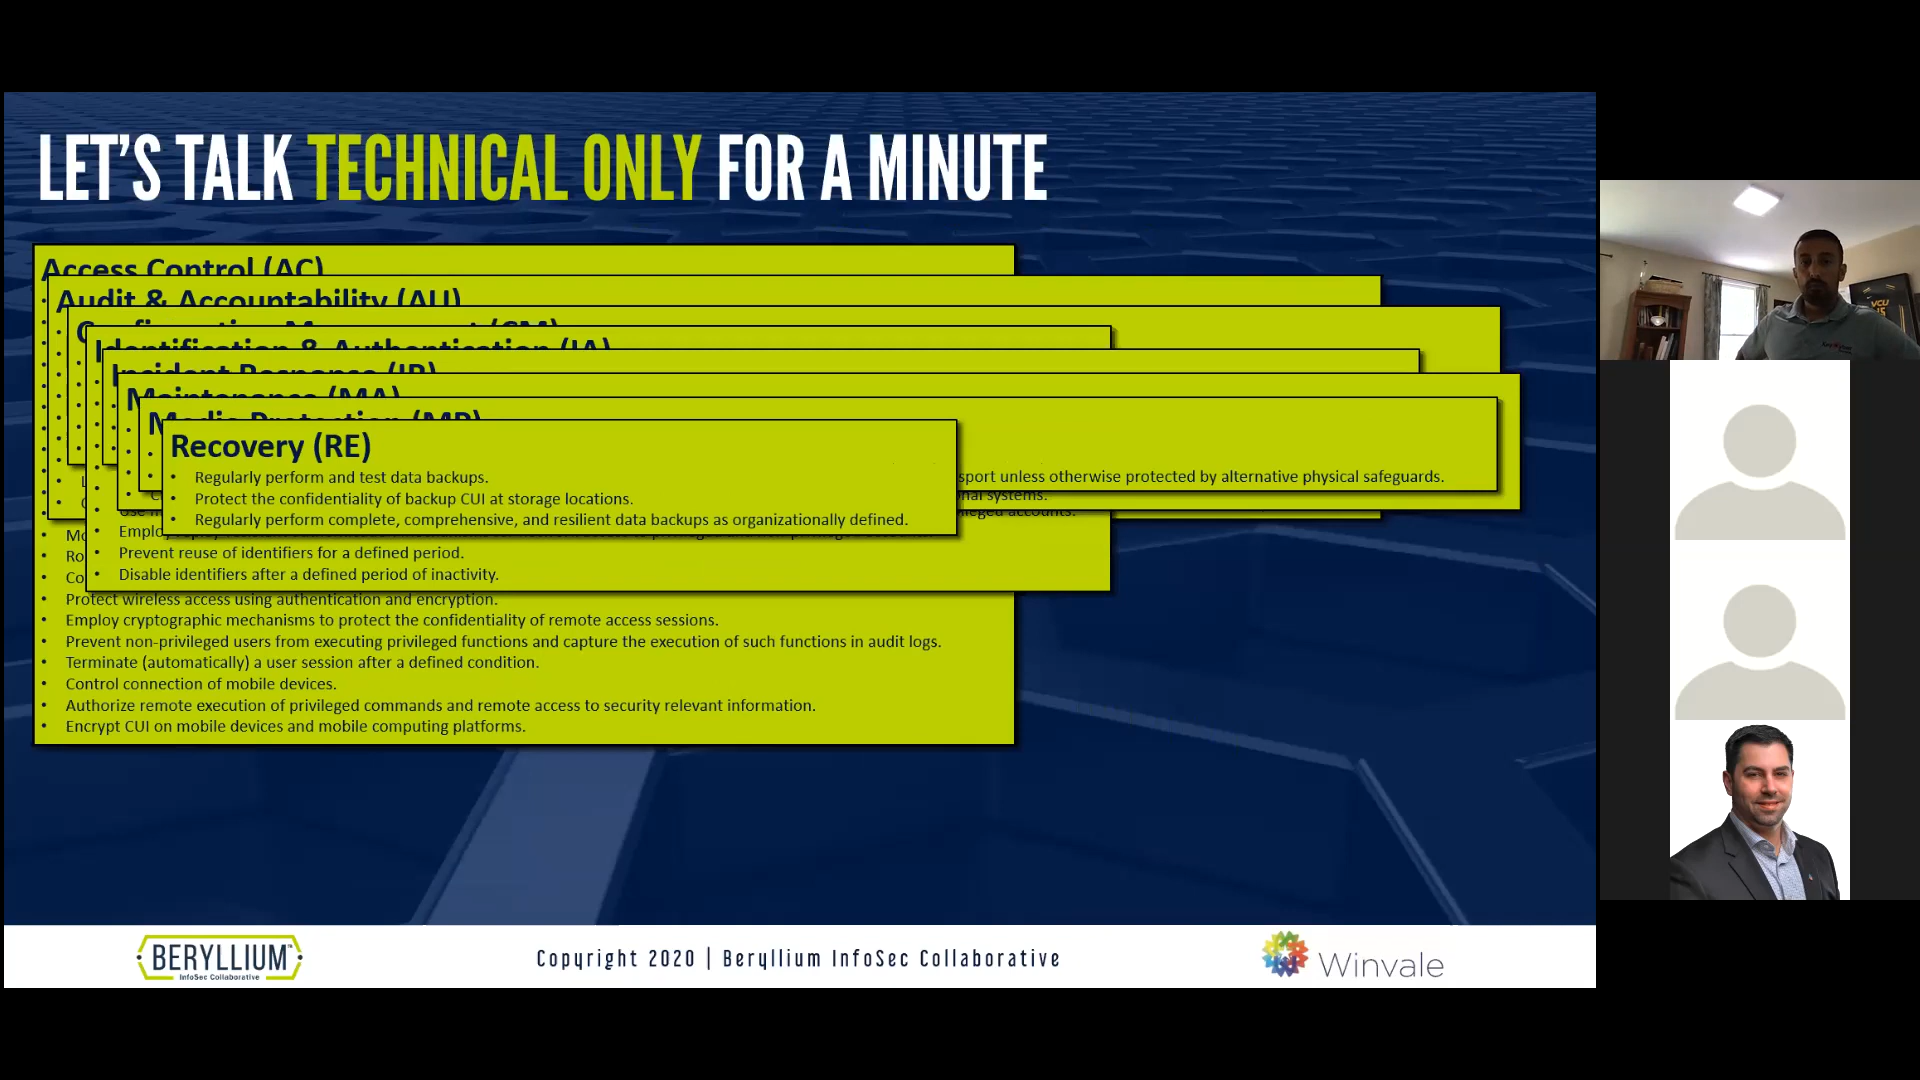 LET'S TALK TECHNICAL ONLY FOR A MINUTE
Access Control (AC)
Audit & Accountability (AU)
Configuration Management (CM)
Identification & Authentication (IA)
Incident Response (IR)
Maintenance (MA)
Media Protection (MP)
Recovery (RE)
• Regularly perform and test data backups.
• Protect the confidentiality of backup CUI at storage locations.
• Regularly perform complete, comprehensive, and resilient data backups as organizationally defined.
sport unless otherwise protected by alternative physical safeguards.
nal systems.
leged accounts.
• Prevent reuse of identifiers for a defined period.
• Disable identifiers after a defined period of inactivity.
• Mo
• Ro
• Co
• Protect wireless access using authentication and encryption.
• Employ cryptographic mechanisms to protect the confidentiality of remote access sessions.
• Prevent non-privileged users from executing privileged functions and capture the execution of such functions in audit logs.
• Terminate (automatically) a user session after a defined condition.
• Control connection of mobile devices.
• Authorize remote execution of privileged commands and remote access to security relevant information.
• Encrypt CUI on mobile devices and mobile computing platforms.
BERYLLIUM™
InfoSec Collaborative
Copyright 2020 | Beryllium InfoSec Collaborative
Winvale
VCU